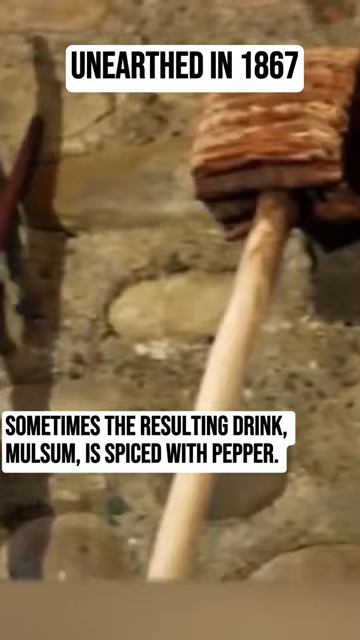 UNEARTHED IN 1867
SOMETIMES THE RESULTING DRINK,
MULSUM, IS SPICED WITH PEPPER.